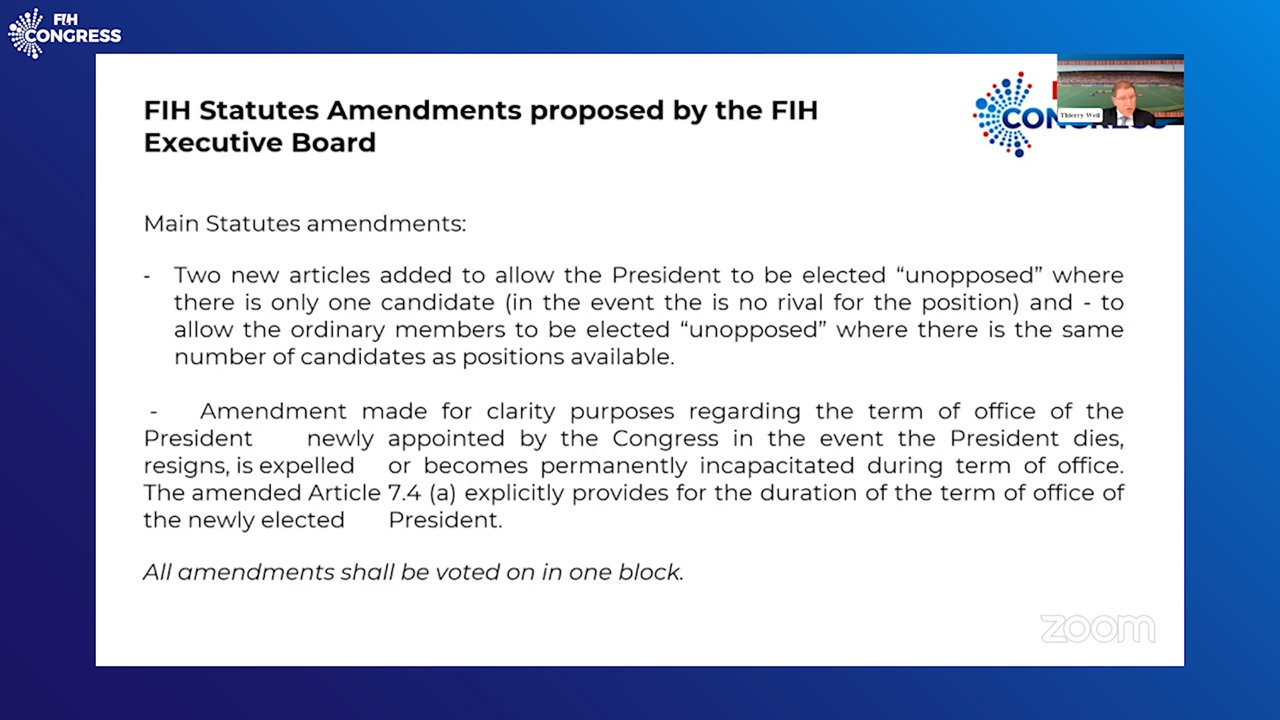 FIH
CONGRESS
FIH Statutes Amendments proposed by the FIH
Executive Board
Thierry Weil
Main Statutes amendments:
- Two new articles added to allow the President to be elected “unopposed” where
there is only one candidate (in the event the is no rival for the position) and - to
allow the ordinary members to be elected “unopposed” where there is the same
number of candidates as positions available.
- Amendment made for clarity purposes regarding the term of office of the
President newly appointed by the Congress in the event the President dies,
resigns, is expelled or becomes permanently incapacitated during term of office.
The amended Article 7.4 (a) explicitly provides for the duration of the term of office of
the newly elected President.
All amendments shall be voted on in one block.
zoom